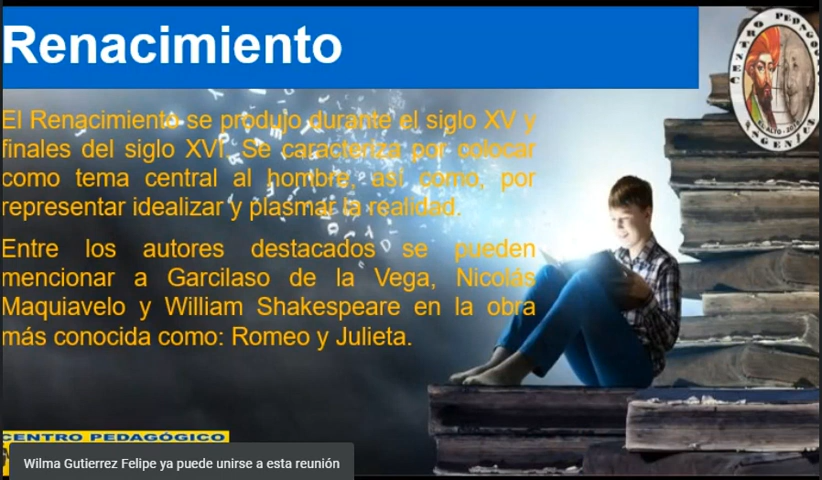 Renacimiento
El Renacimiento se produjo durante el siglo XV y
finales del siglo XVI. Se caracteriza por colocar
como tema central al hombre, así como, por
representar idealizar y plasmar la realidad.
Entre los autores destacados se pueden
mencionar a Garcilaso de la Vega, Nicolás
Maquiavelo y William Shakespeare en la obra
más conocida como: Romeo y Julieta.
CENTRO PEDAGÓGICO
Wilma Gutierrez Felipe ya puede unirse a esta reunión